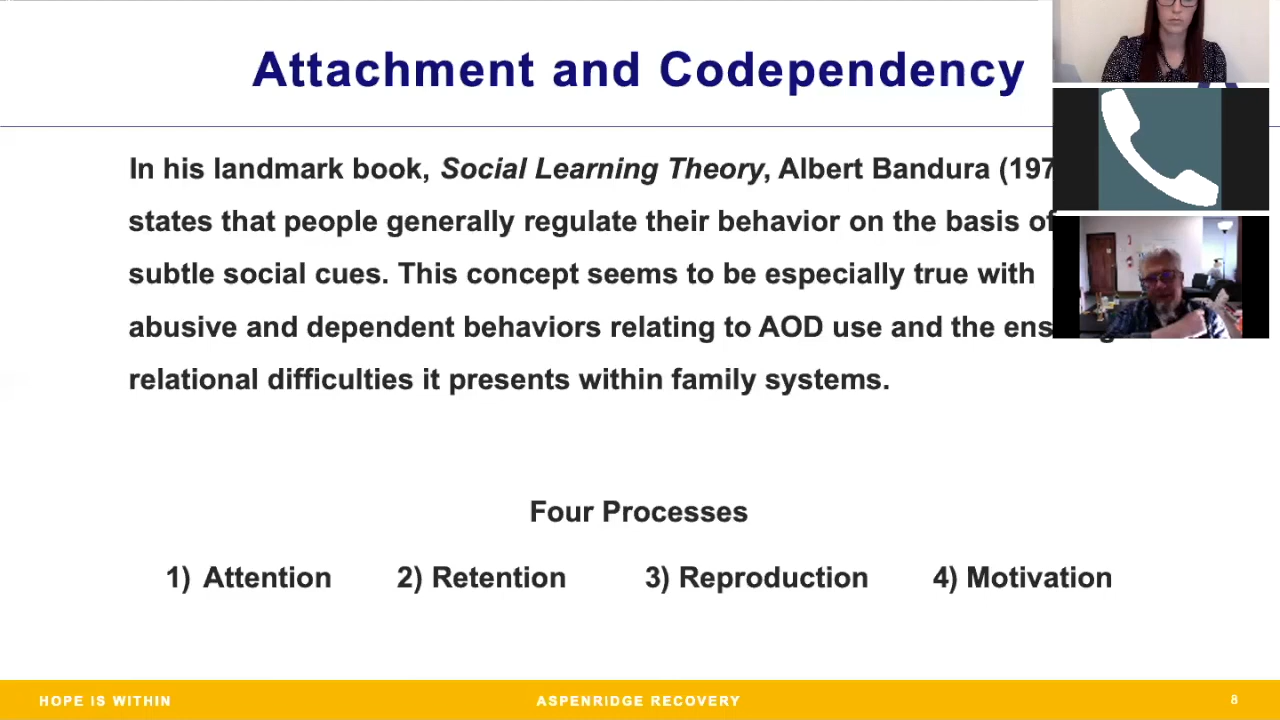 Attachment and Codependency
In his landmark book, Social Learning Theory, Albert Bandura (197
states that people generally regulate their behavior on the basis of
subtle social cues. This concept seems to be especially true with
abusive and dependent behaviors relating to AOD use and the ens
relational difficulties it presents within family systems.
Four Processes
1) Attention 2) Retention 3) Reproduction 4) Motivation
HOPE IS WITHIN ASPENRIDGE RECOVERY 8